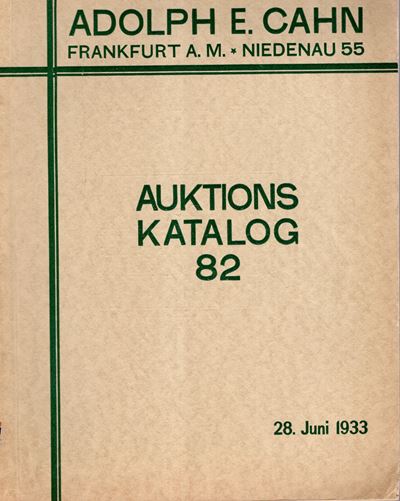 ADOLPH E. CAHN
FRANKFURT A. M. * NIEDENAU 55
AUKTIONS
KATALOG
82
28. Juni 1933